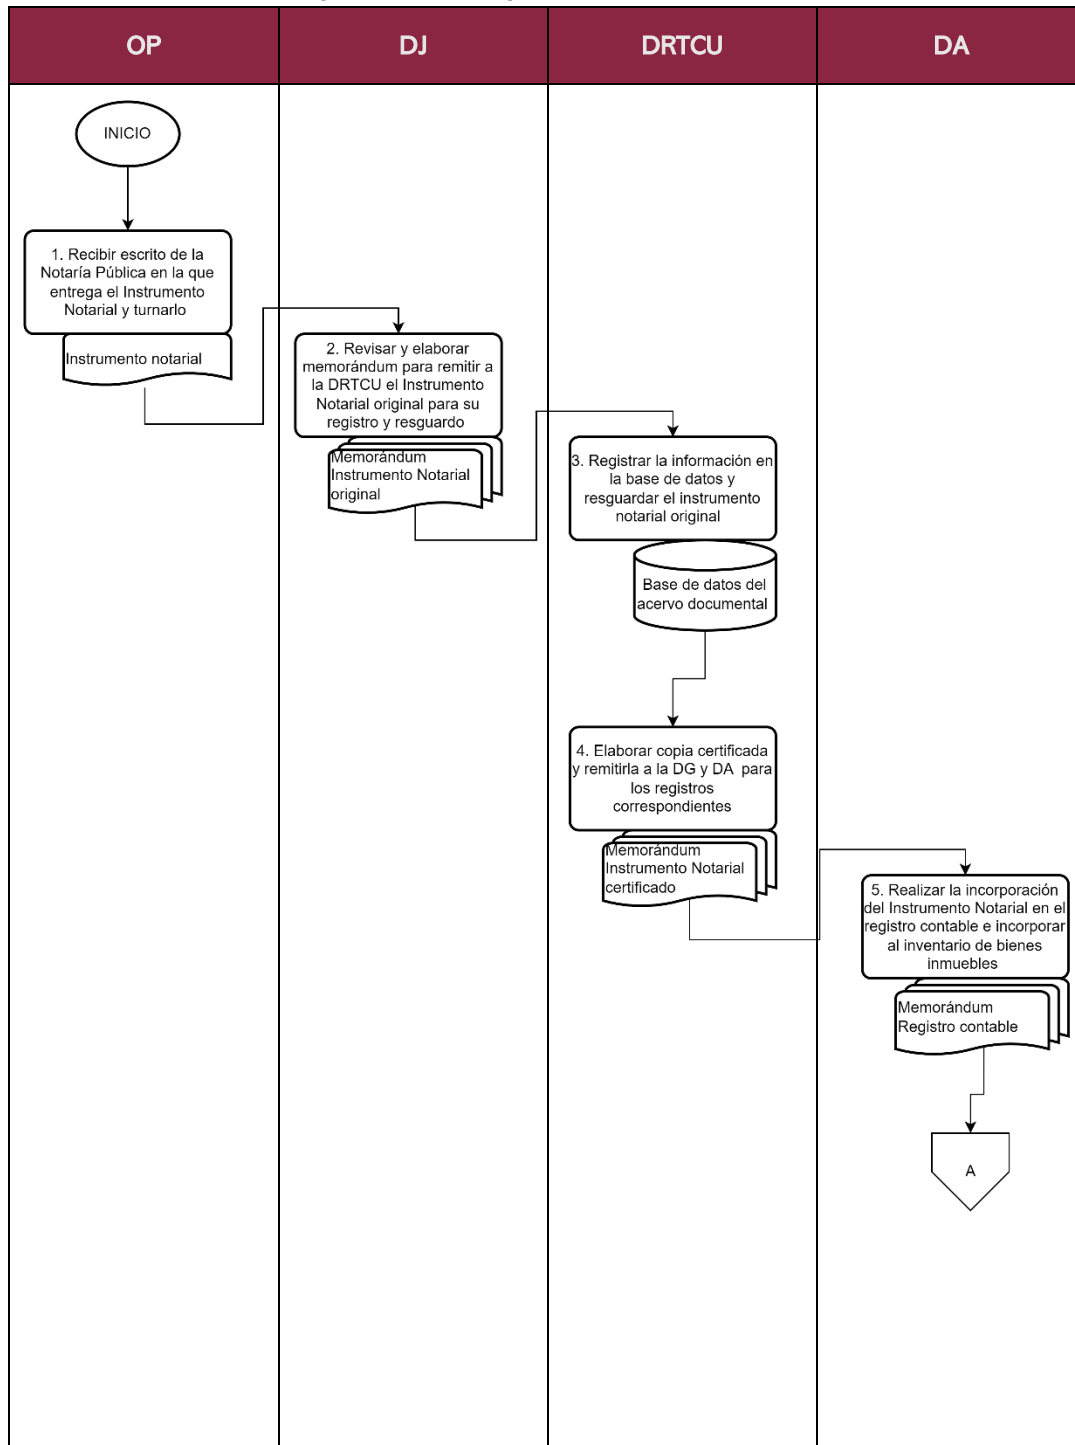 OP
DJ
DRTCU
DA
INICIO
1. Recibir escrito de la
Notaría Pública en la que
entrega el Instrumento
Notarial y turnarlo
Instrumento notarial
2. Revisar y elaborar
memorándum para remitir a
la DRTCU el Instrumento
Notarial original para su
registro y resguardo
Memorándum
Instrumento Notarial
original
3. Registrar la información en
la base de datos y
resguardar el instrumento
notarial original
Base de datos del
acervo documental
4. Elaborar copia certificada
y remitirla a la DG y DA para
los registros
correspondientes
Memorándum
Instrumento Notarial
certificado
5. Realizar la incorporación
del Instrumento Notarial en el
registro contable e incorporar
al inventario de bienes
inmuebles
Memorándum
Registro contable
A